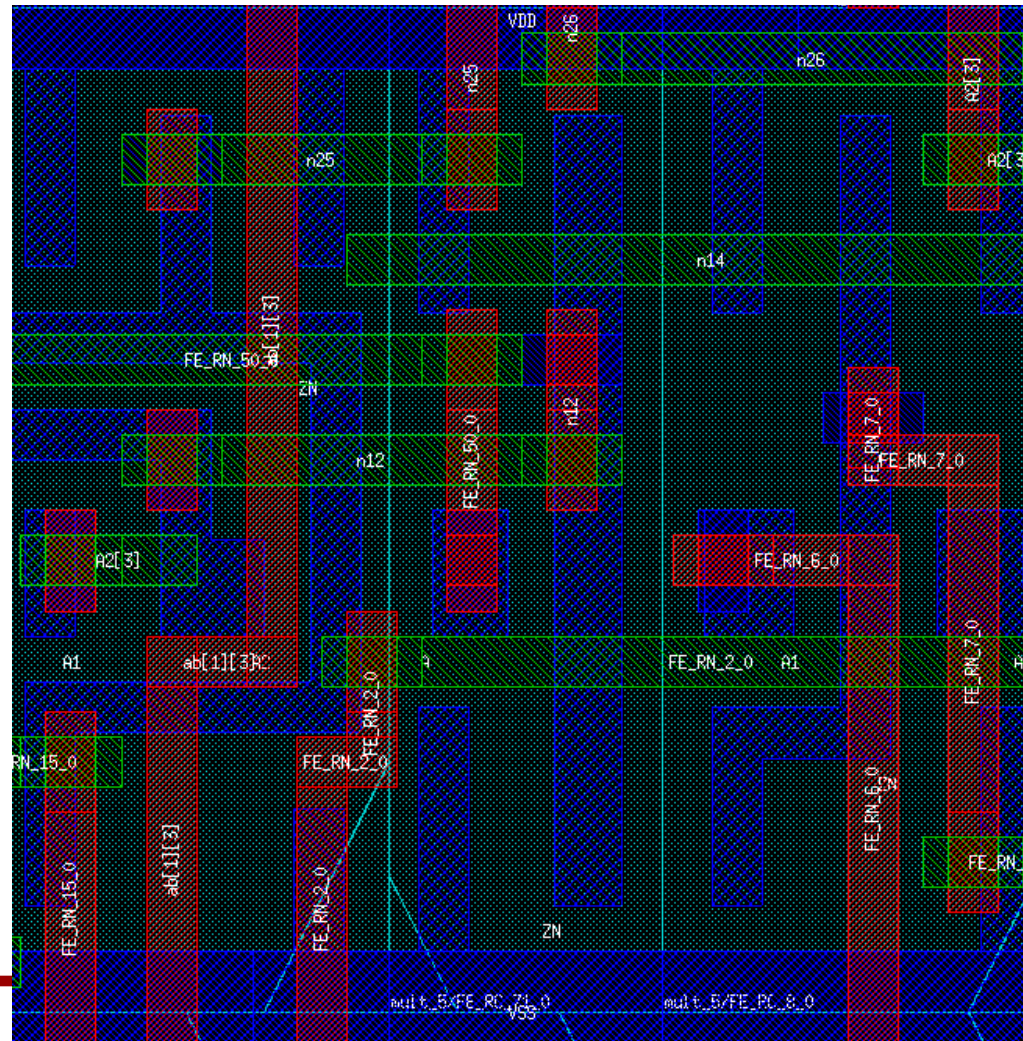 VDD
n26
n26
n25
A2[3]
n25
A2[3
n14
ab[1][3]
FE_RN_50_0
ZN
n12
FE_RN_7_0
n12
FE_RN_50_0
FE_RN_7_0
A2[3]
FE_RN_6_0
A1
ab[1][3]
A
FE_RN_2_0
A1
FE_RN_2_0
FE_RN_7_0
RN_15_0
FE_RN_2_0
FE_RN_6_0
ab[1][3]
FE_RN_
FE_RN_15_0
FE_RN_2_0
ZN
mult_5/FE_RC_71_0
mult_5/FE_RC_8_0
VSS